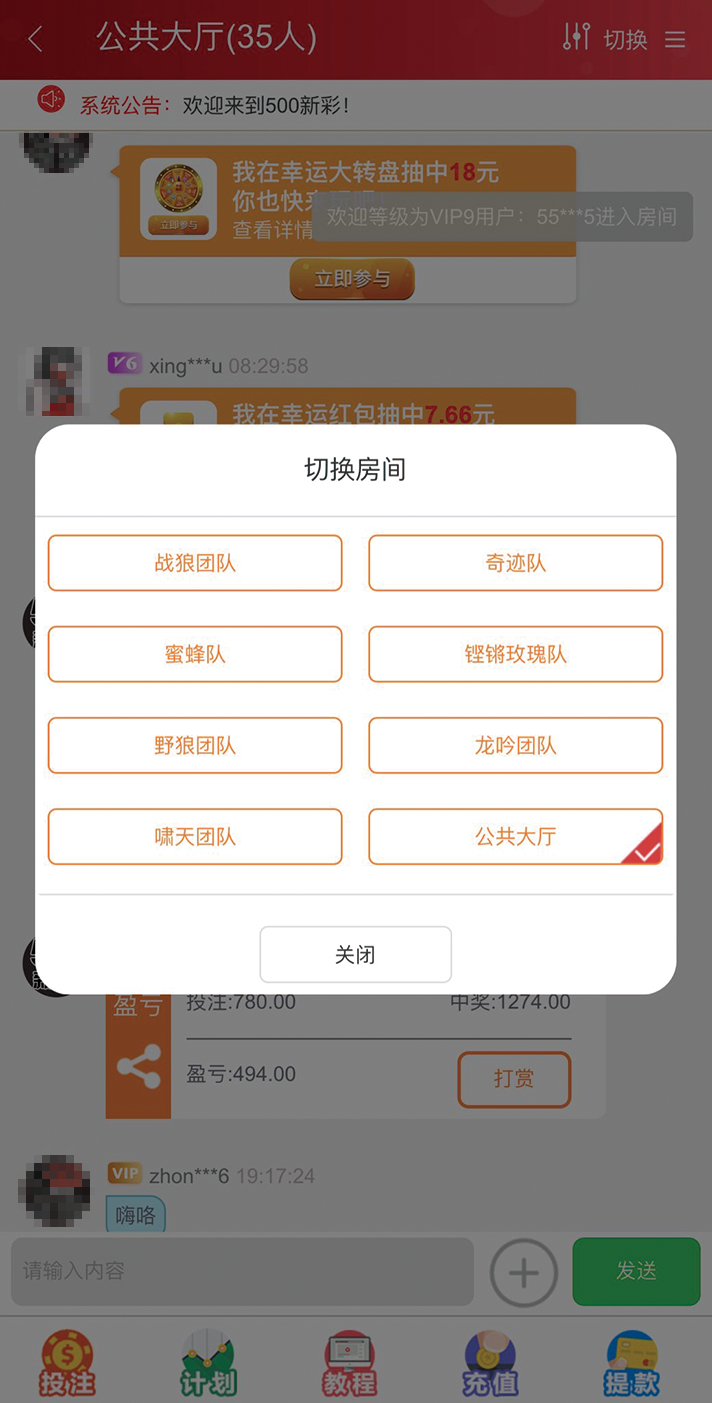 公共大厅(35人)
切换
系统公告：欢迎来到500新彩！
我在幸运大转盘抽中18元
你也快来
欢迎等级为VIP9用户：55***5进入房间
查看详情
立即参与
立即参与
V6 xing***u 08:29:58
我在幸运红包抽中7.66元
切换房间
战狼团队
奇迹队
蜜蜂队
铿锵玫瑰队
野狼团队
龙吟团队
啸天团队
公共大厅
关闭
盈亏
投注:780.00
中奖:1274.00
盈亏:494.00
打赏
VIP zhon***6 19:17:24
嗨咯
请输入内容
发送
投注
计划
教程
充值
提款